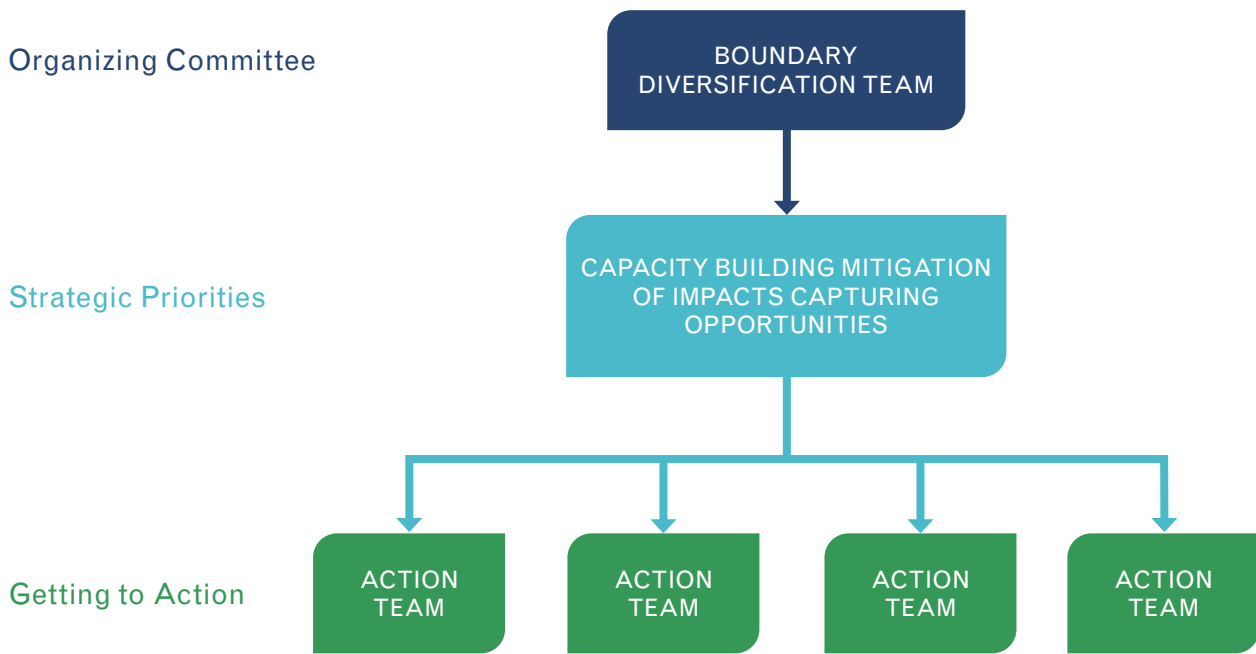 Organizing Committee
BOUNDARY
DIVERSIFICATION TEAM
Strategic Priorities
CAPACITY BUILDING MITIGATION
OF IMPACTS CAPTURING
OPPORTUNITIES
Getting to Action
ACTION
TEAM
ACTION
TEAM
ACTION
TEAM
ACTION
TEAM